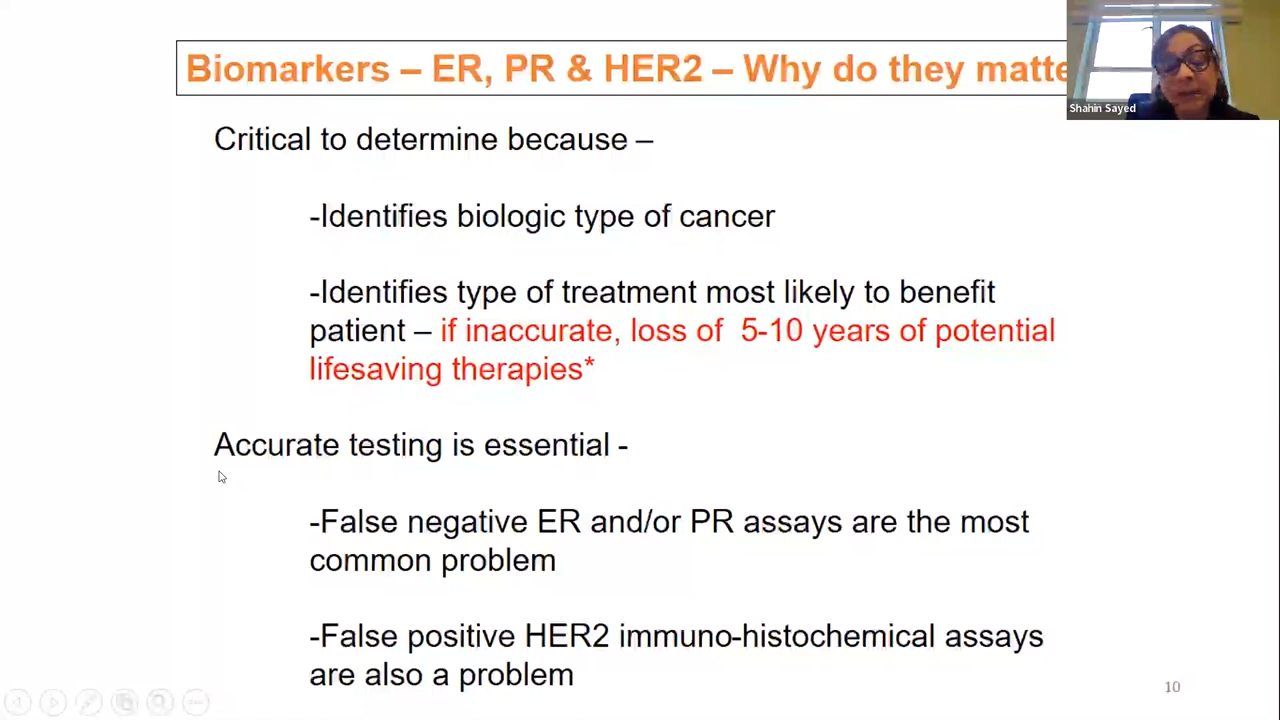 Biomarkers – ER, PR & HER2 – Why do they matte
Shahin Sayed
Critical to determine because –
-Identifies biologic type of cancer
-Identifies type of treatment most likely to benefit
patient – if inaccurate, loss of 5-10 years of potential
lifesaving therapies*
Accurate testing is essential -
-False negative ER and/or PR assays are the most
common problem
-False positive HER2 immuno-histochemical assays
are also a problem
10